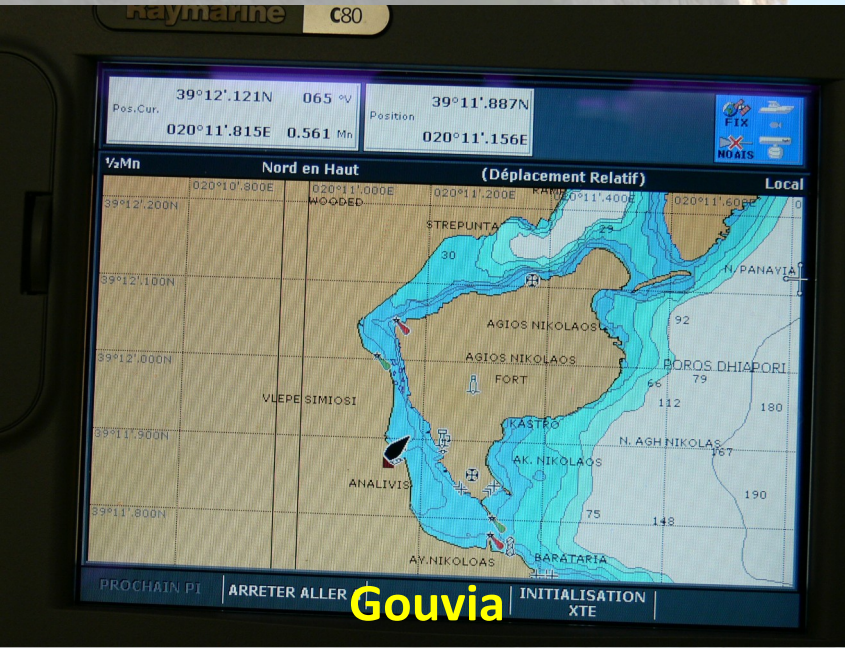 Raymarine C80
Pos.Cur. 39°12'.121N 065 °V
020°11'.815E 0.561 Mn
Position 39°11'.887N
020°11'.156E
FIX
NOAIS
½Mn Nord en Haut (Déplacement Relatif) Local
020°10'.800E 020°11'.000E 020°11'.200E 020°11'.400E 020°11'.600E
39°12'.200N
WOODED
STREPUNTA
29
30
N.PANAYIA
39°12'.100N
92
AGIOS NIKOLAOS
39°12'.000N
AGIOS NIKOLAOS
POROS DHIAPORI
FORT
66 79
VLEPE SIMIOSI
112 180
KASTRO
39°11'.900N
N. AGH NIKOLAS
167
AK. NIKOLAOS
ANALIVIS
190
39°11'.800N
75 148
AY.NIKOLOAS
BARATARIA
PROCHAIN PI
ARRETER ALLER
Gouvia
INITIALISATION
XTE